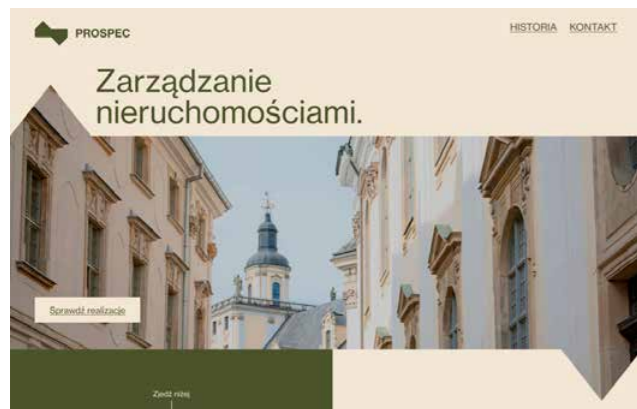 PROSPEC
HISTORIA KONTAKT
Zarządzanie
nieruchomościami.
Sprawdź realizacje
Zjedź niżej